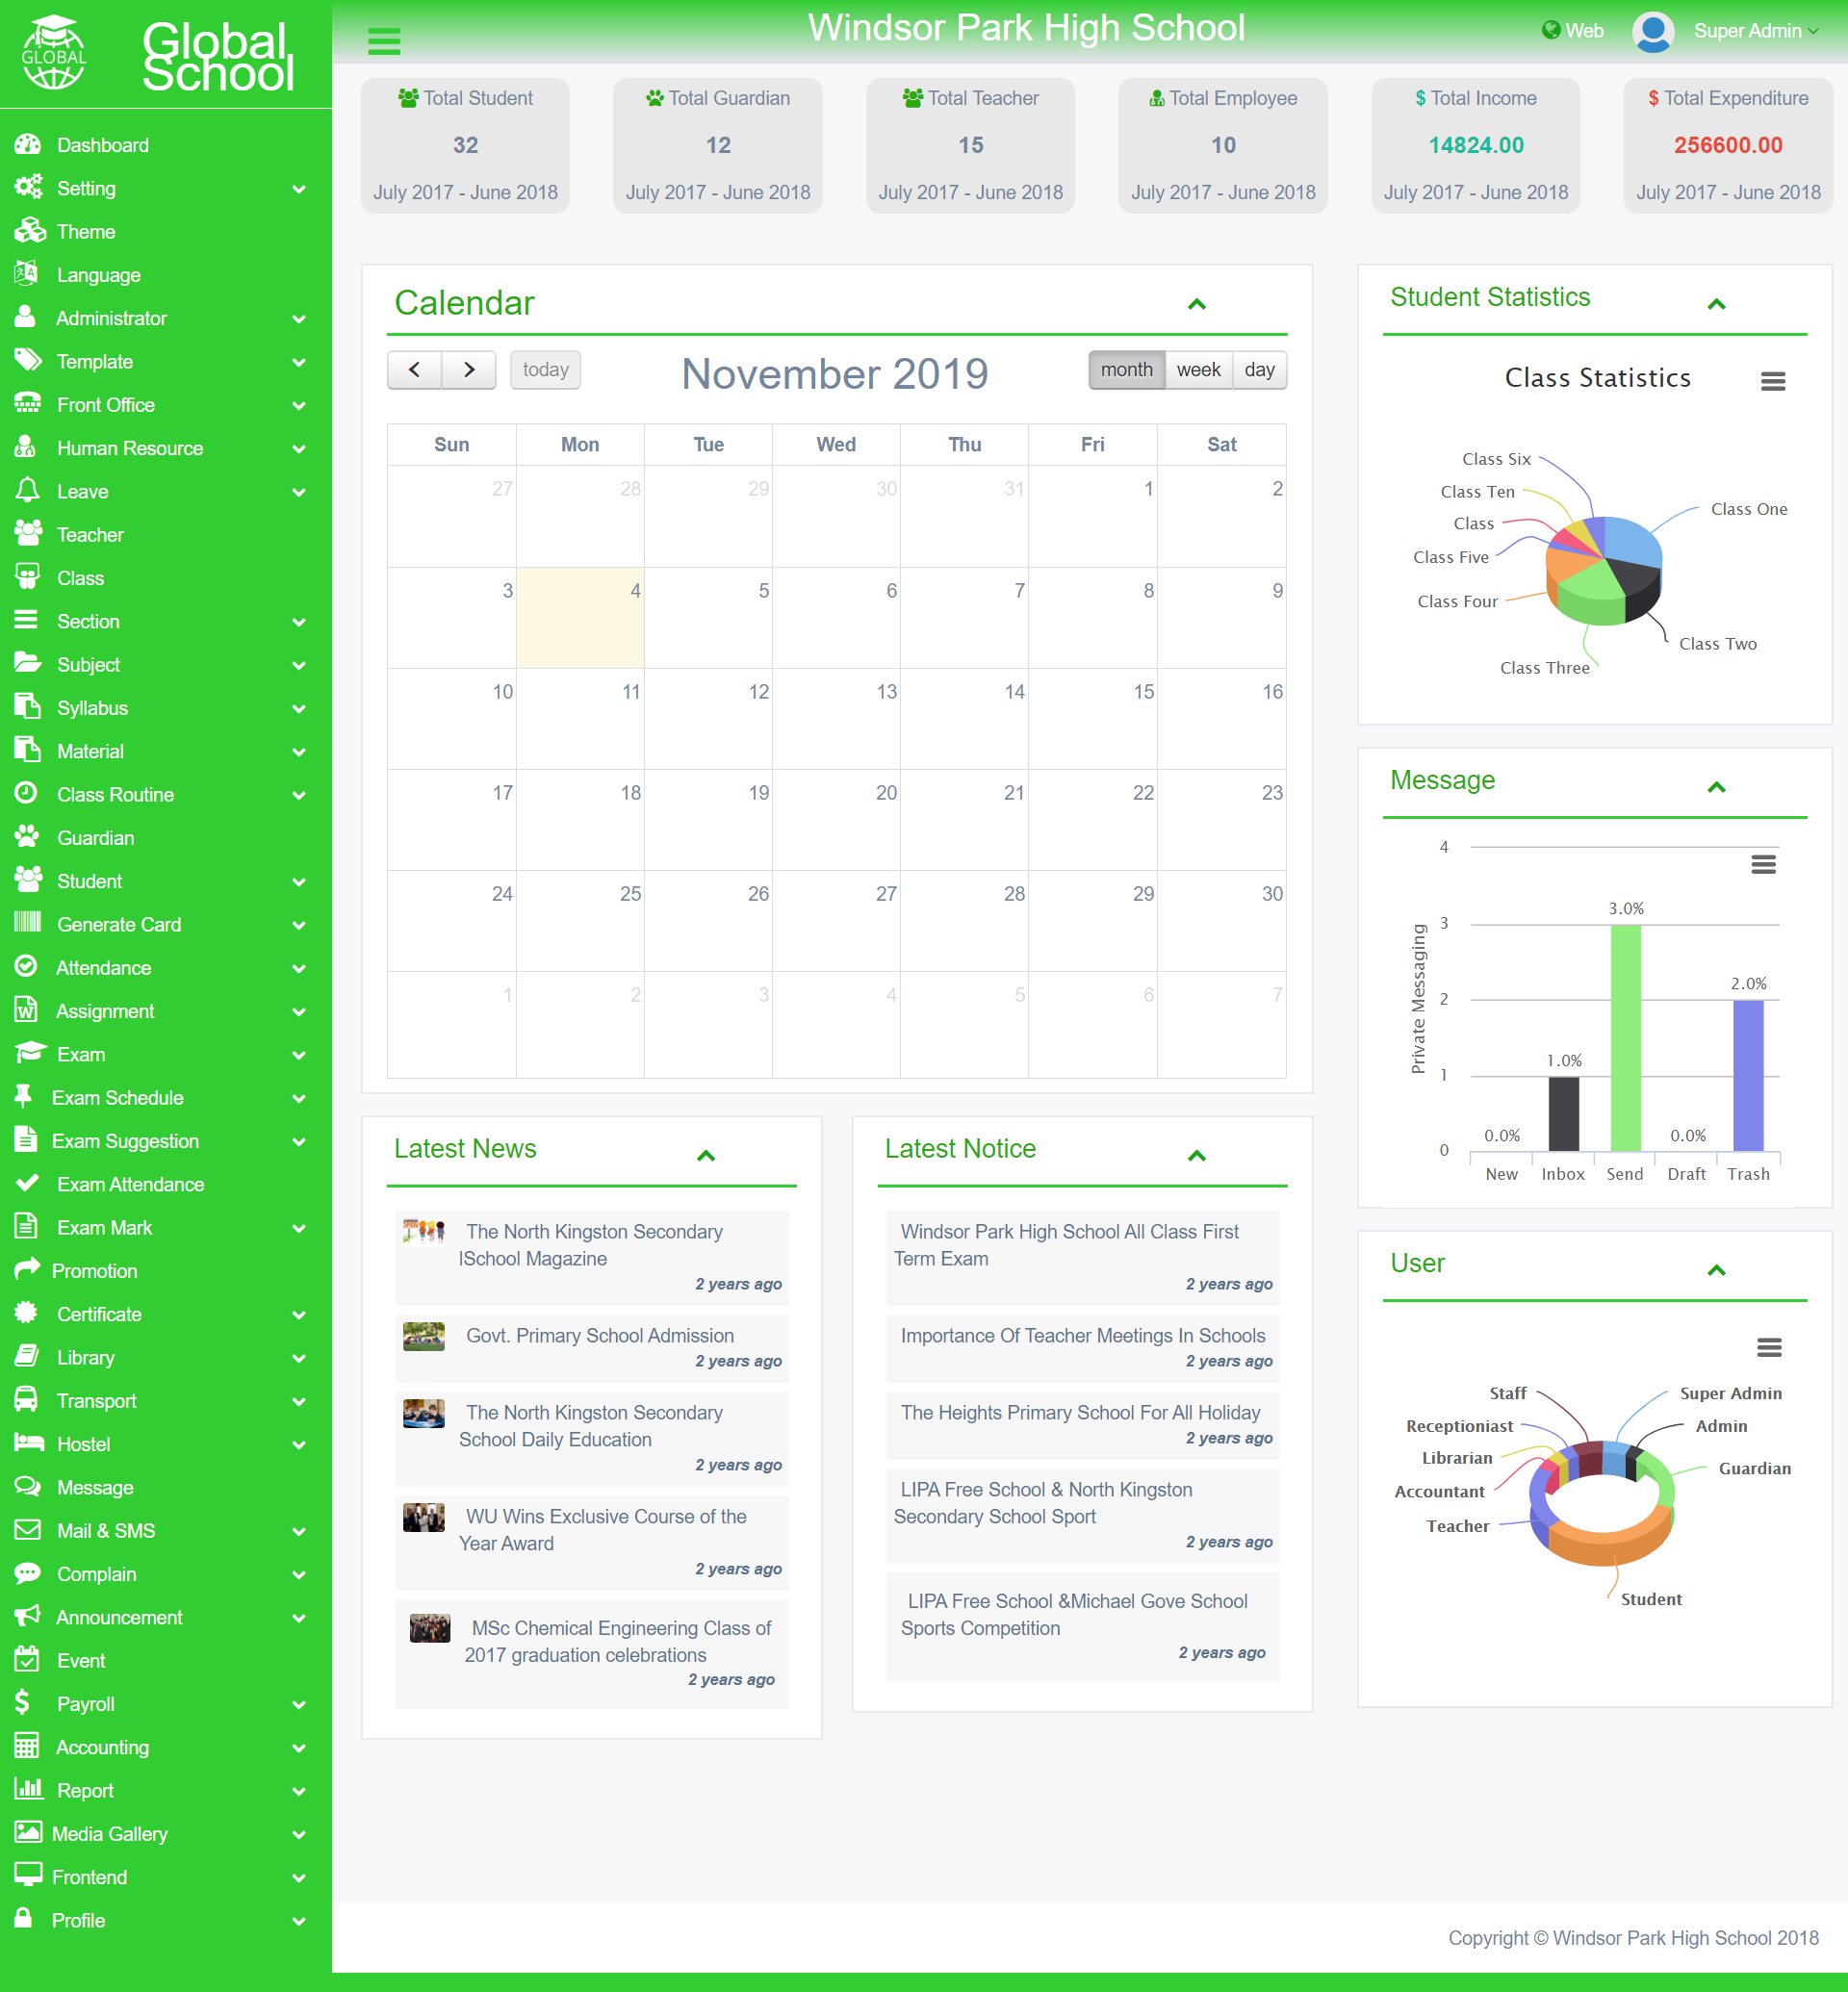 GLOBAL
Global
School
Dashboard
Setting
Theme
Language
Administrator
Template
Front Office
Human Resource
Leave
Teacher
Class
Section
Subject
Syllabus
Material
Class Routine
Guardian
Student
Generate Card
Attendance
Assignment
Exam
Exam Schedule
Exam Suggestion
Exam Attendance
Exam Mark
Promotion
Certificate
Library
Transport
Hostel
Message
Mail & SMS
Complain
Announcement
Event
Payroll
Accounting
Report
Media Gallery
Frontend
Profile
Windsor Park High School
Web
Super Admin
Total Student
32
July 2017 - June 2018
Total Guardian
12
July 2017 - June 2018
Total Teacher
15
July 2017 - June 2018
Total Employee
10
July 2017 - June 2018
$ Total Income
14824.00
July 2017 - June 2018
$ Total Expenditure
256600.00
July 2017 - June 2018
Calendar
today
November 2019
month week day
Sun Mon Tue Wed Thu Fri Sat
27 28 29 30 31 1 2
3 4 5 6 7 8 9
10 11 12 13 14 15 16
17 18 19 20 21 22 23
24 25 26 27 28 29 30
1 2 3 4 5 6 7
Latest News
The North Kingston Secondary
lSchool Magazine
2 years ago
Govt. Primary School Admission
2 years ago
The North Kingston Secondary
School Daily Education
2 years ago
WU Wins Exclusive Course of the
Year Award
2 years ago
MSc Chemical Engineering Class of
2017 graduation celebrations
2 years ago
Latest Notice
Windsor Park High School All Class First
Term Exam
2 years ago
Importance Of Teacher Meetings In Schools
2 years ago
The Heights Primary School For All Holiday
2 years ago
LIPA Free School & North Kingston
Secondary School Sport
2 years ago
LIPA Free School &Michael Gove School
Sports Competition
2 years ago
Student Statistics
Class Statistics
Class Six
Class Ten
Class One
Class
Class Five
Class Four
Class Two
Class Three
Message
Private Messaging
4
3
2
1
0
0.0%
1.0%
3.0%
0.0%
2.0%
New Inbox Send Draft Trash
User
Staff
Super Admin
Receptioniast
Admin
Librarian
Guardian
Accountant
Teacher
Student
Copyright © Windsor Park High School 2018